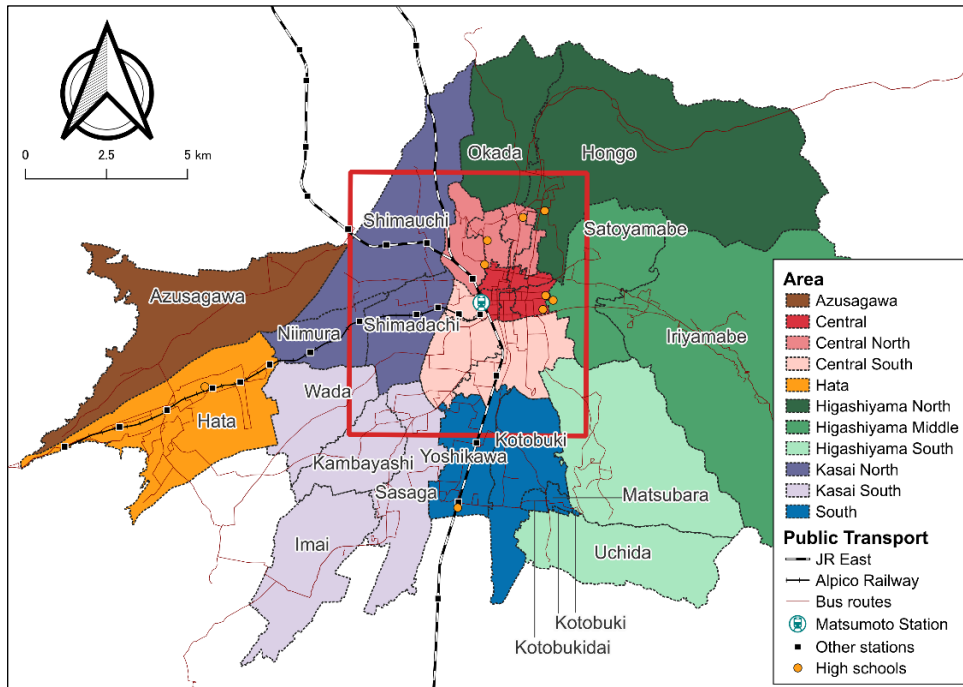 0 2.5 5 km
Okada
Hongo
Shimauchi
Satoyamabe
Azusagawa
Niimura
Shimadachi
Iriyamabe
Wada
Hata
Kotobuki
Yoshikawa
Kambayashi
Sasaga
Matsubara
Imai
Uchida
Kotobuki
Kotobukidai
Area
Azusagawa
Central
Central North
Central South
Hata
Higashiyama North
Higashiyama Middle
Higashiyama South
Kasai North
Kasai South
South
Public Transport
JR East
Alpico Railway
Bus routes
Matsumoto Station
Other stations
High schools